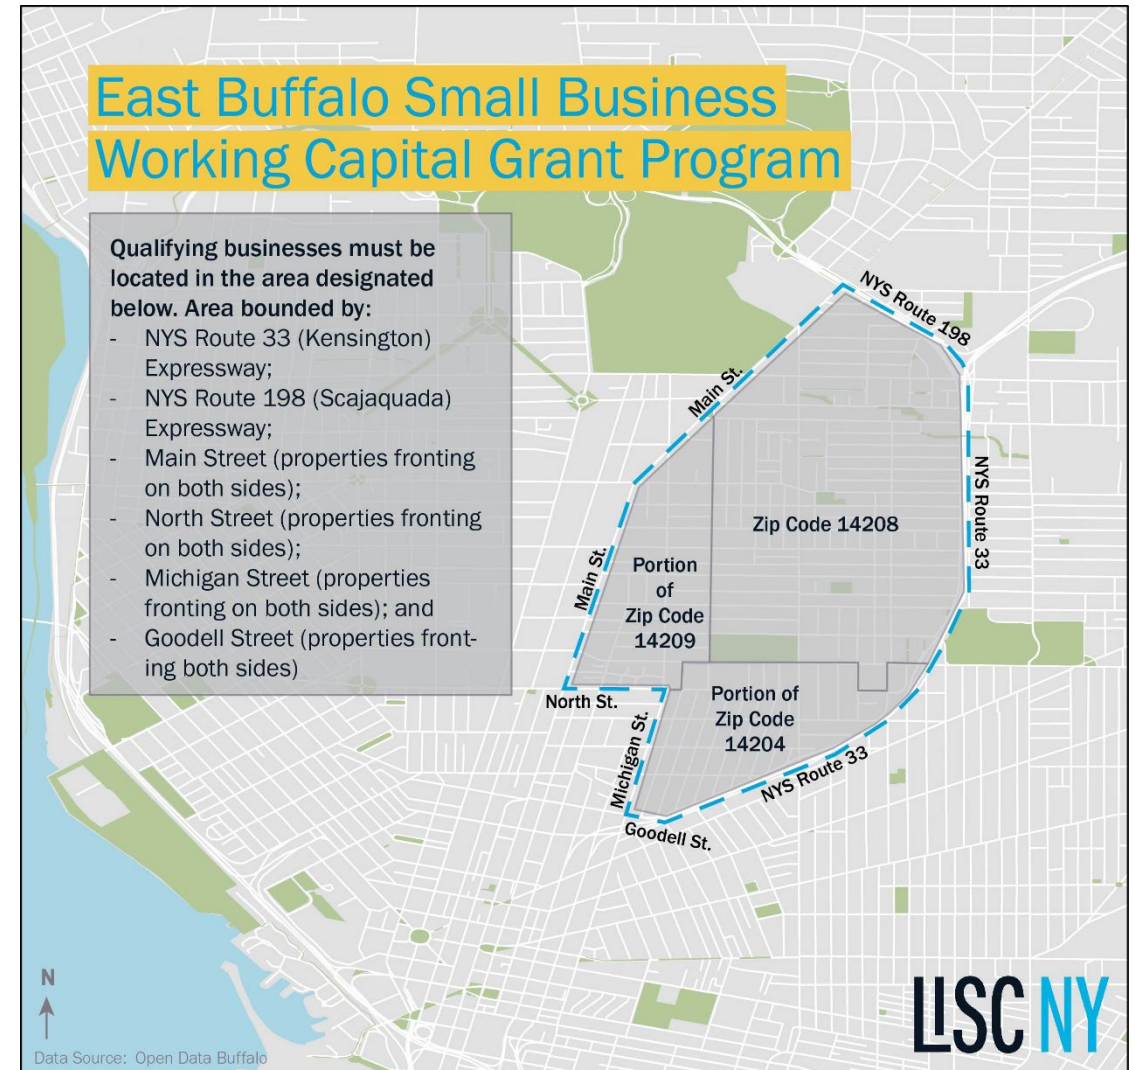 East Buffalo Small Business
Working Capital Grant Program
Qualifying businesses must be
located in the area designated
below. Area bounded by:
- NYS Route 33 (Kensington)
Expressway;
- NYS Route 198 (Scajaquada)
Expressway;
- Main Street (properties fronting
on both sides);
- North Street (properties fronting
on both sides);
- Michigan Street (properties
fronting on both sides); and
- Goodell Street (properties front-
ing both sides)
NYS Route 198
Main St.
NYS Route 33
Zip Code 14208
Main St.
Portion
of
Zip Code
14209
North St.
Portion of
Zip Code
14204
Michigan St.
NYS Route 33
Goodell St.
N
Data Source: Open Data Buffalo
LISC NY